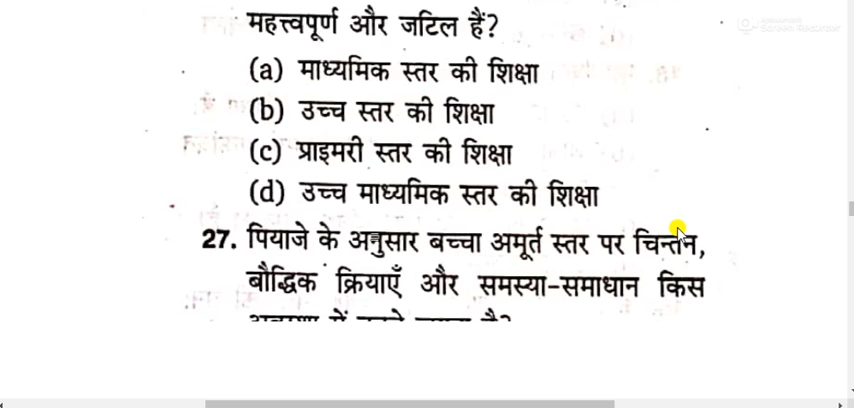 महत्त्वपूर्ण और जटिल हैं?
(a) माध्यमिक स्तर की शिक्षा
(b) उच्च स्तर की शिक्षा
(c) प्राइमरी स्तर की शिक्षा
(d) उच्च माध्यमिक स्तर की शिक्षा
27. पियाजे के अनुसार बच्चा अमूर्त स्तर पर चिन्तन,
बौद्धिक क्रियाएँ और समस्या-समाधान किस